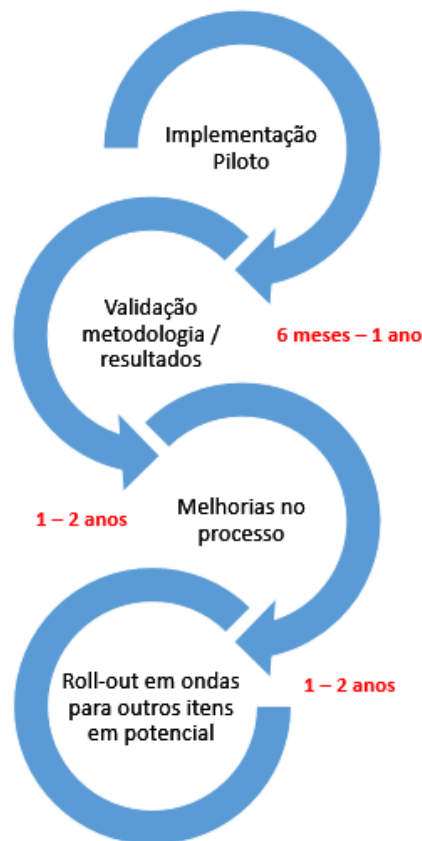 Implementação
Piloto
Validação
metodologia /
resultados
6 meses – 1 ano
Melhorias no
processo
1 – 2 anos
Roll-out em ondas
para outros itens
em potencial
1 – 2 anos